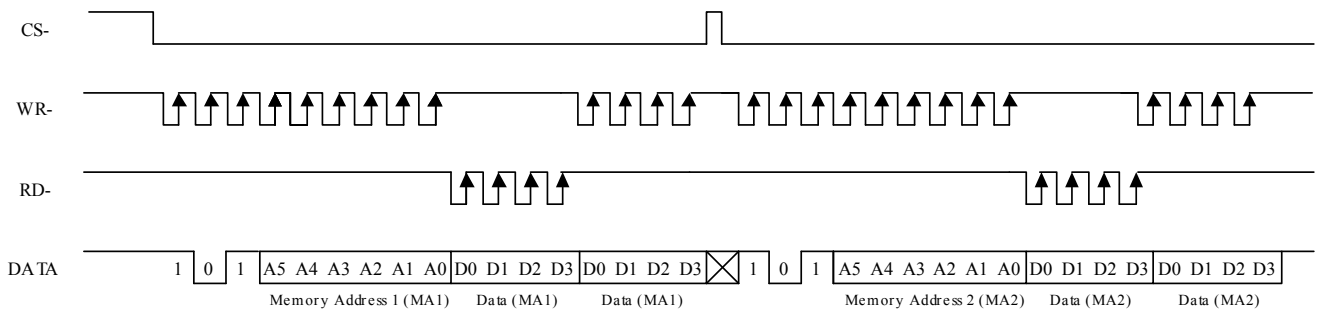 CS-
WR-
RD-
DATA 1 0 1 A5 A4 A3 A2 A1 A0 D0 D1 D2 D3 D0 D1 D2 D3 1 0 1 A5 A4 A3 A2 A1 A0 D0 D1 D2 D3 D0 D1 D2 D3
Memory Address 1 (MA1) Data (MA1) Data (MA1) Memory Address 2 (MA2) Data (MA2) Data (MA2)